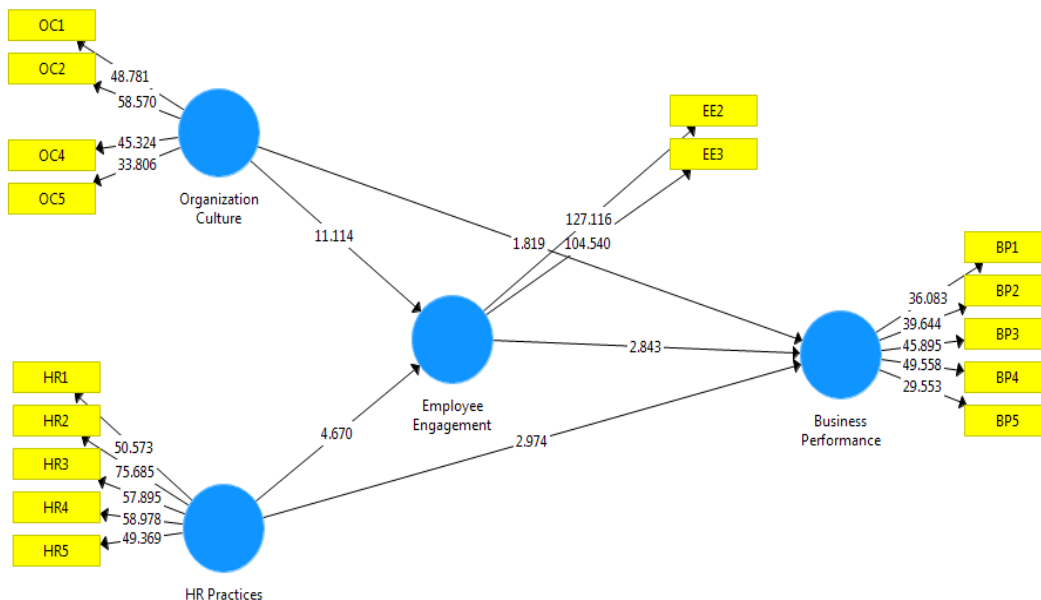 OC1
OC2
OC4
OC5
48.781
58.570
45.324
33.806
Organization
Culture
EE2
EE3
127.116
104.540
1.819
11.114
BP1
BP2
BP3
BP4
BP5
36.083
39.644
45.895
49.558
29.553
2.843
Employee
Engagement
Business
Performance
4.670
2.974
HR1
HR2
HR3
HR4
HR5
50.573
75.685
57.895
58.978
49.369
HR Practices